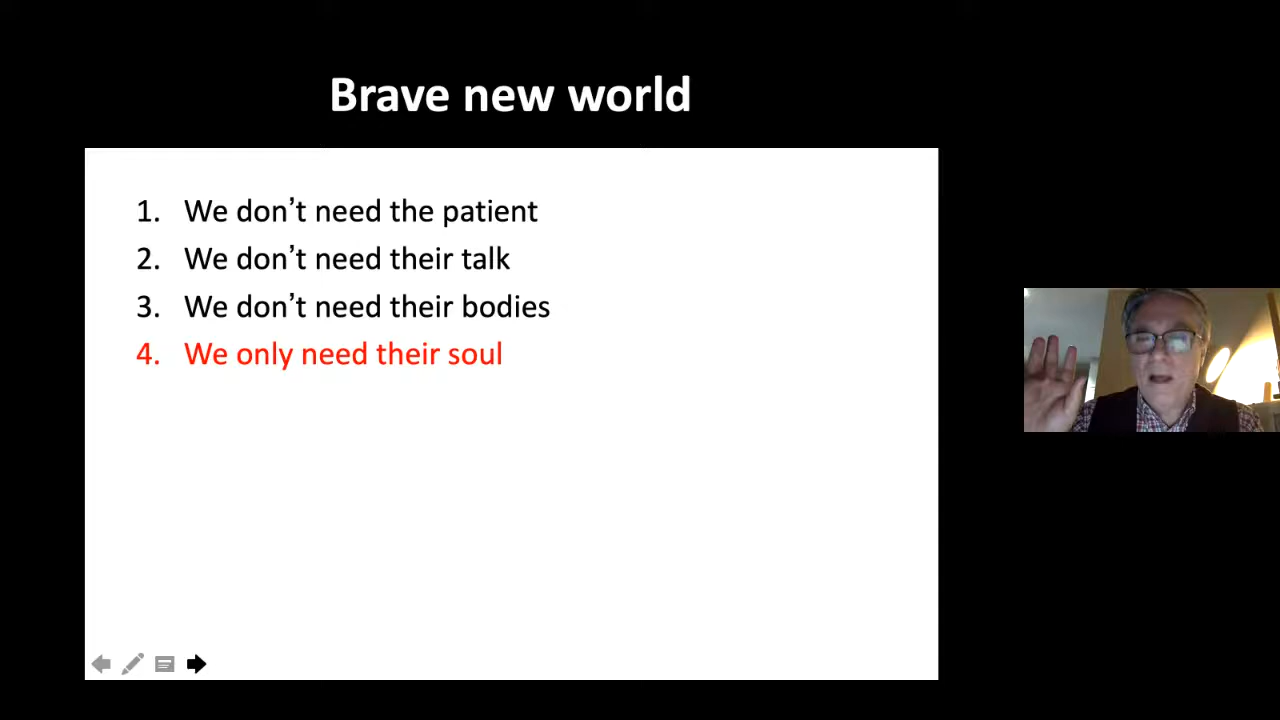 Brave new world
1. We don’t need the patient
2. We don’t need their talk
3. We don’t need their bodies
4. We only need their soul